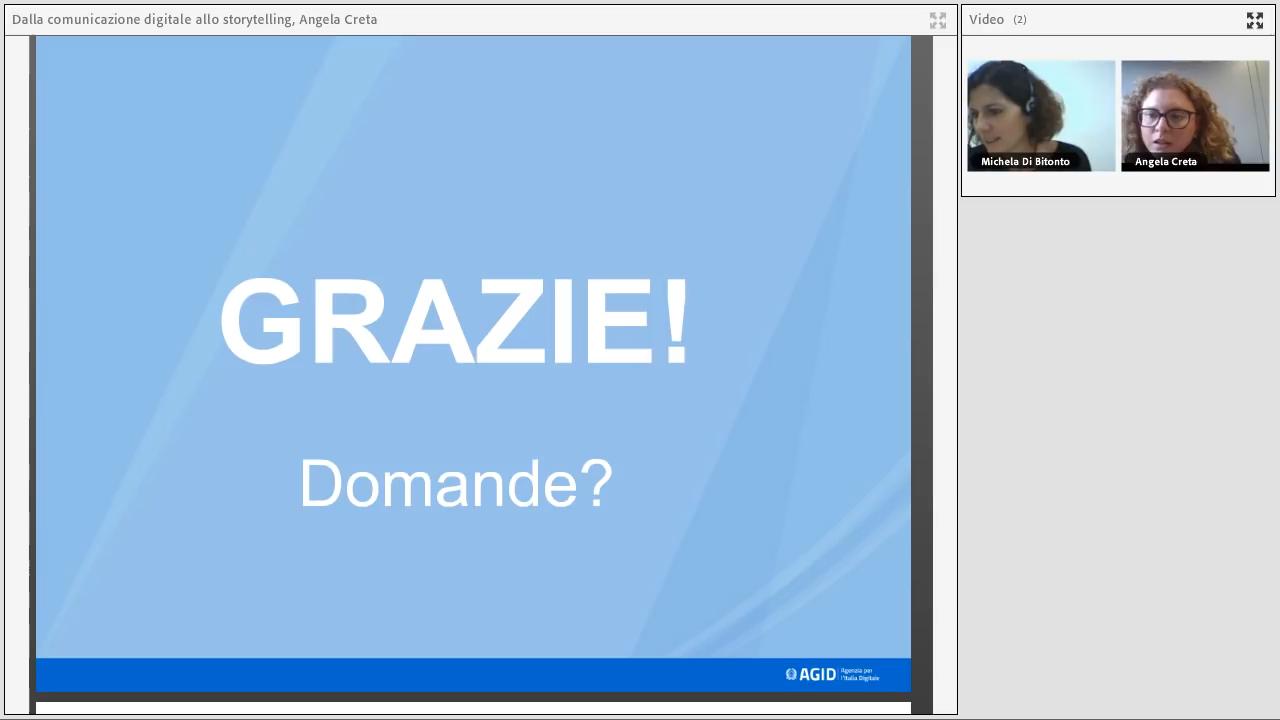 Dalla comunicazione digitale allo storytelling, Angela Creta
Video (2)
Michela Di Bitonto
Angela Creta
GRAZIE!
Domande?
AGID
Agenzia per
l'Italia Digitale